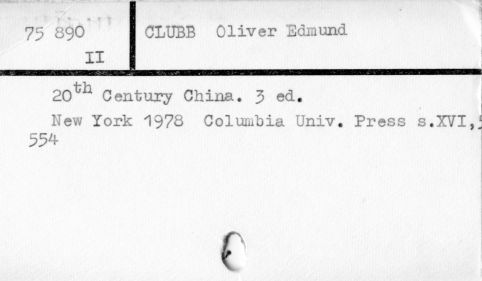 75 890
II
CLUBB Oliver Edmund
20th Century China. 3 ed.
New York 1978 Columbia Univ. Press s.XVI,
554